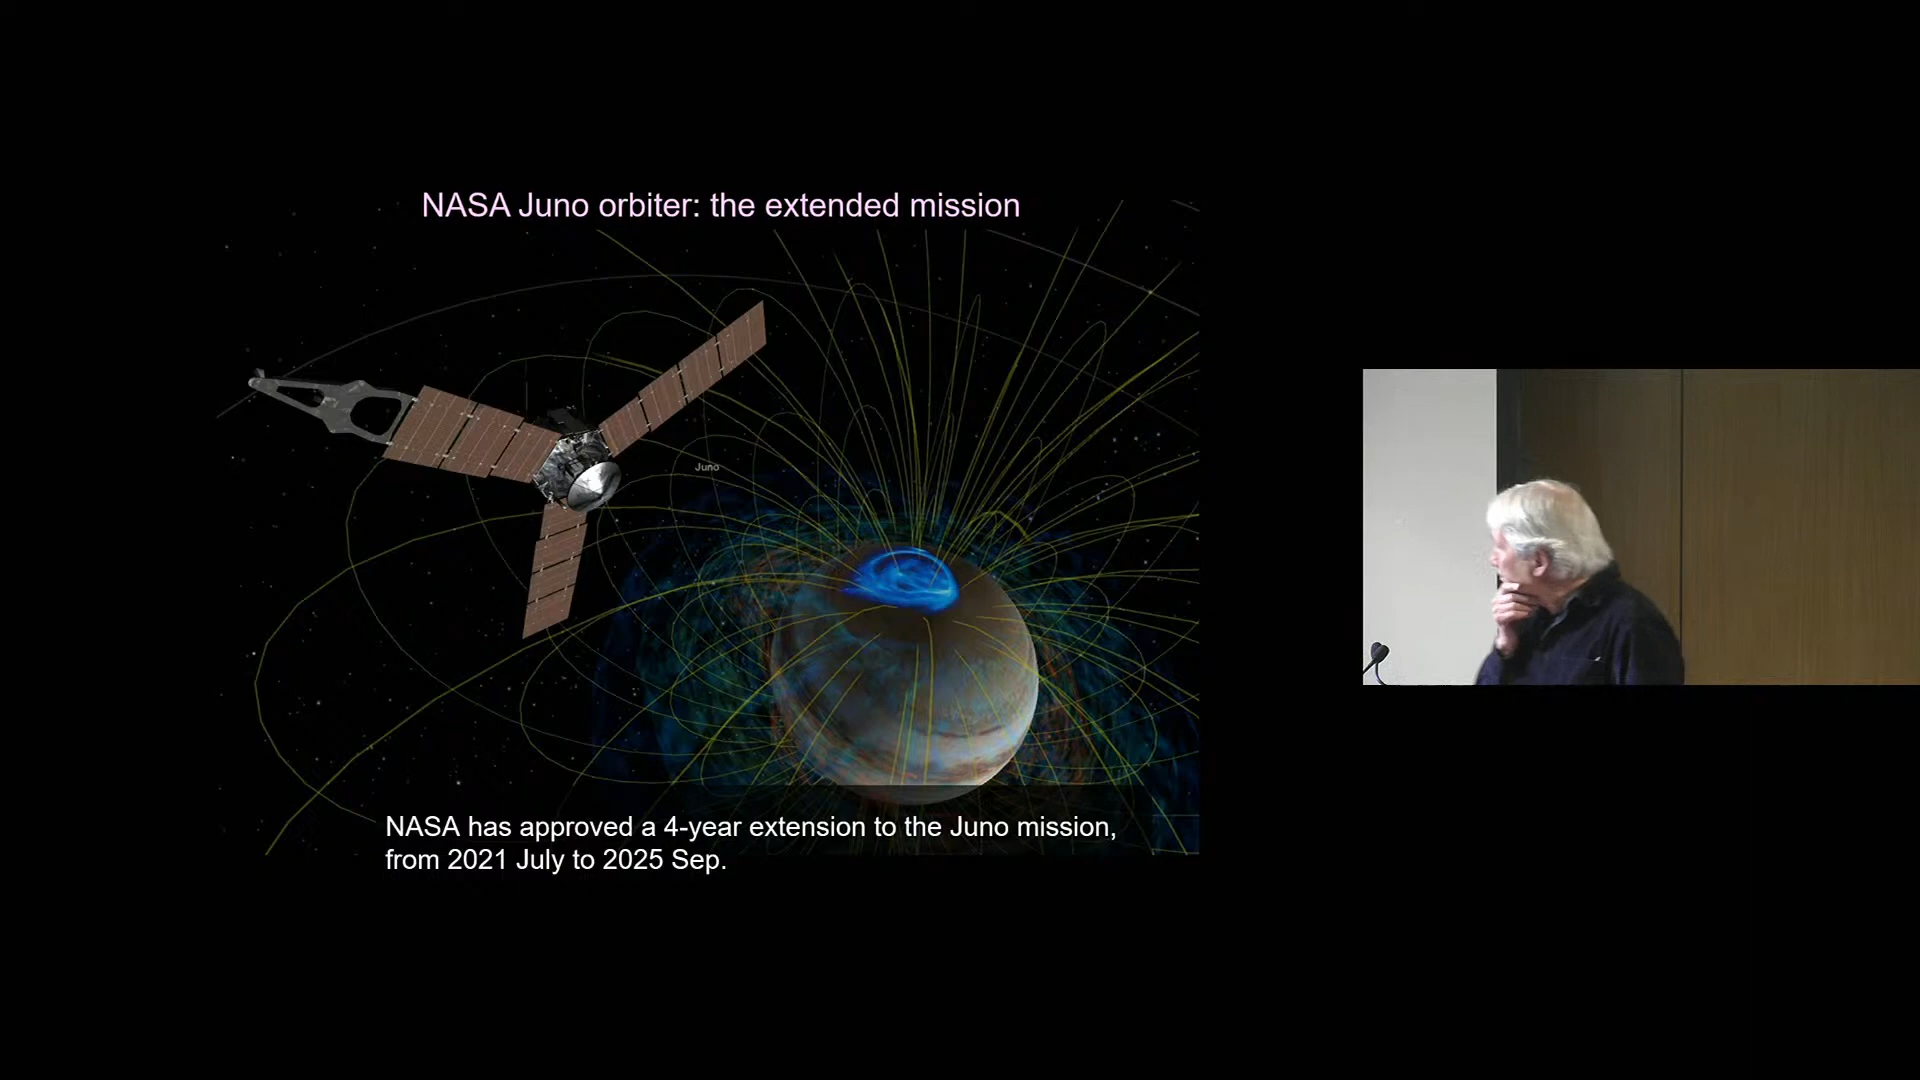 NASA Juno orbiter: the extended mission
Juno
NASA has approved a 4-year extension to the Juno mission,
from 2021 July to 2025 Sep.